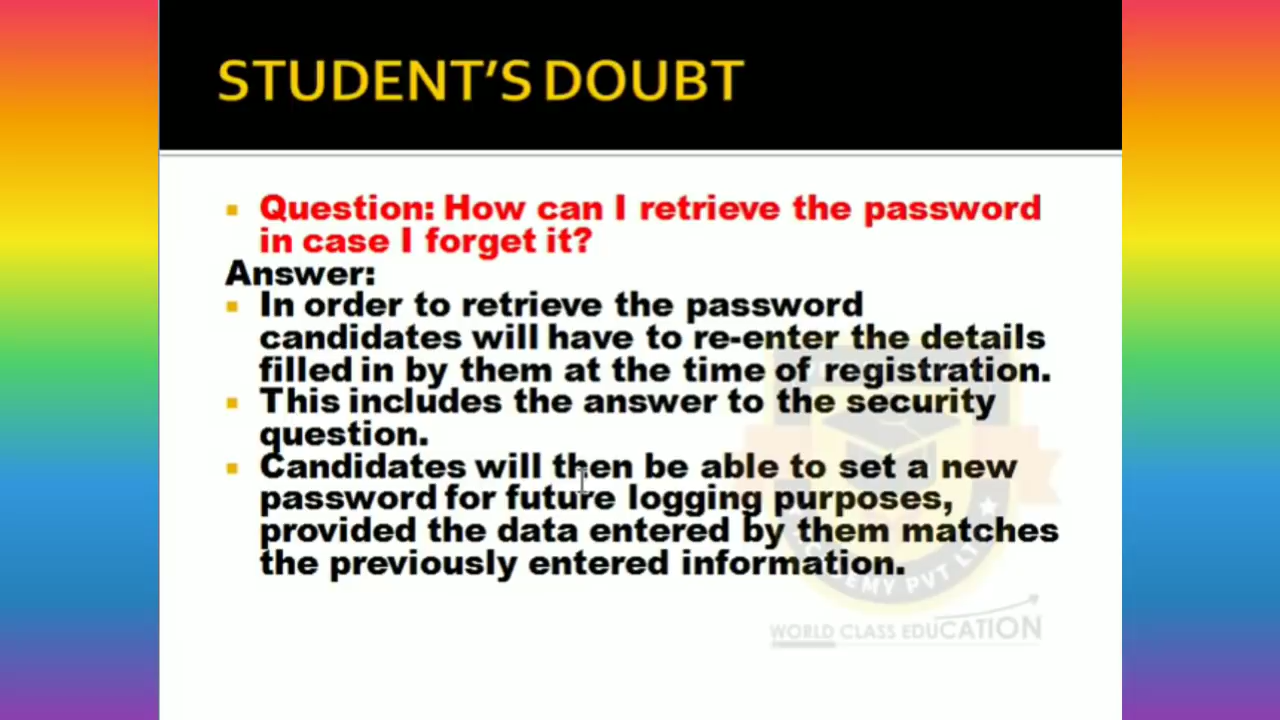 STUDENT'S DOUBT
Question: How can I retrieve the password
in case I forget it?
Answer:
In order to retrieve the password
candidates will have to re-enter the details
filled in by them at the time of registration.
This includes the answer to the security
question.
Candidates will then be able to set a new
password for future logging purposes,
provided the data entered by them matches
the previously entered information.
ACADEMY PVT LTD
WORLD CLASS EDUCATION